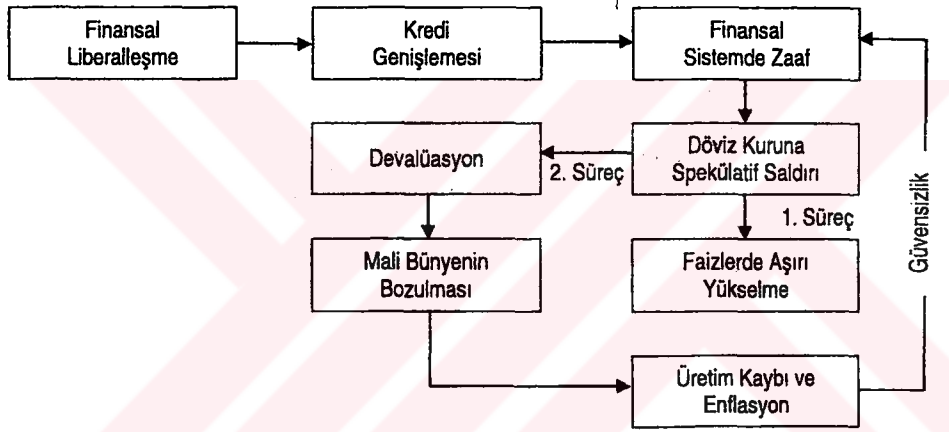 Finansal
Liberalleşme
Kredi
Genişlemesi
Finansal
Sistemde Zaaf
Devalüasyon
2. Süreç
Döviz Kuruna
Spekülatif Saldırı
1. Süreç
Güvensizlik
Mali Bünyenin
Bozulması
Faizlerde Aşırı
Yükselme
Üretim Kaybı ve
Enflasyon